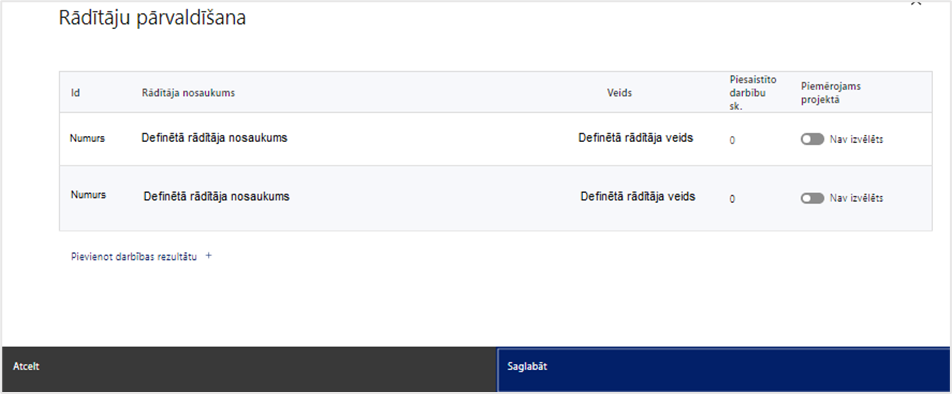 Rādītāju pārvaldīšana
Id Rādītāja nosaukums Veids Piesaistīto darbību sk. Piemērojams projektā
Numurs Definētā rādītāja nosaukums Definētā rādītāja veids 0 Nav izvēlēts
Numurs Definētā rādītāja nosaukums Definētā rādītāja veids 0 Nav izvēlēts
Pievienot darbības rezultātu +
Atcelt Saglabāt